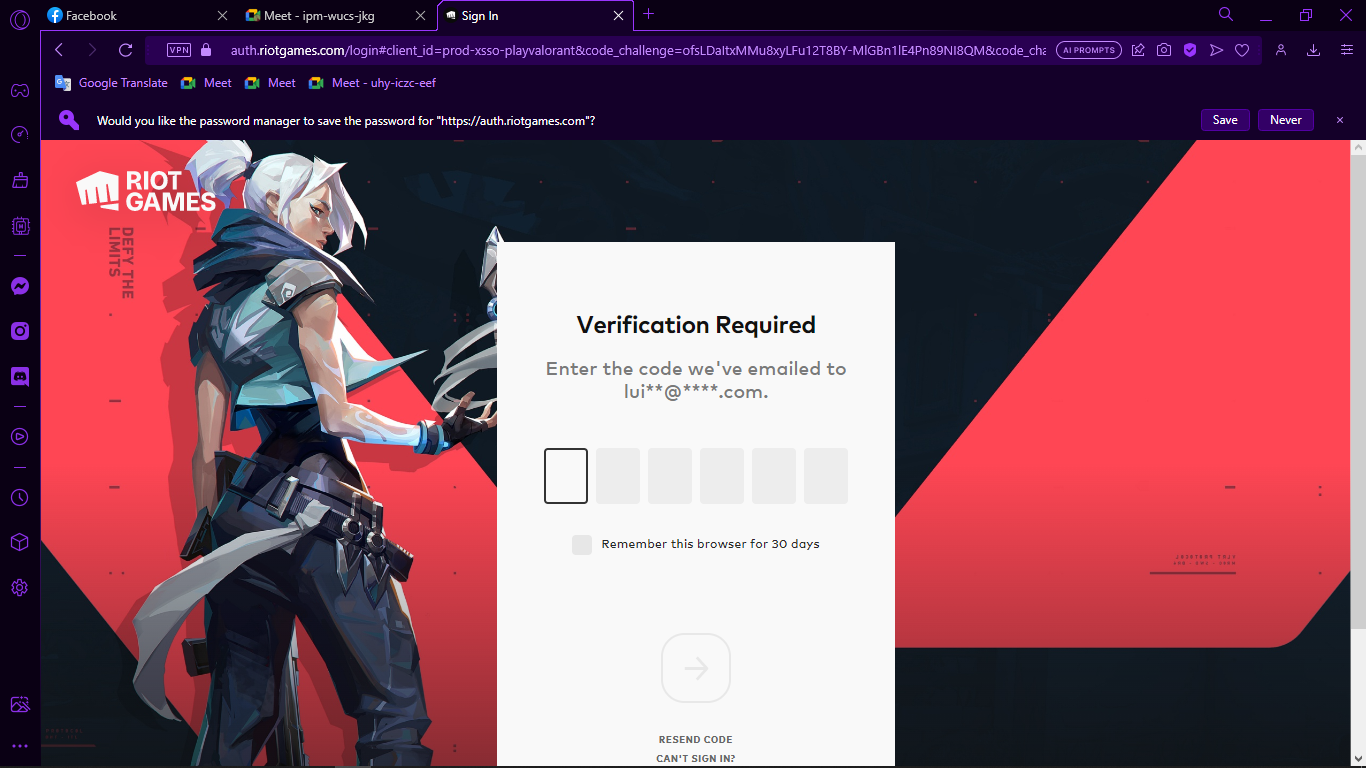 Facebook
Meet - ipm-wucs-jkg
Sign In
VPN
auth.riotgames.com/login#client_id=prod-xsso-playvalorant&code_challenge=ofsLDaItxMMu8xyLFu12T8BY-MlGBn1lE4Pn89NI8QM&code_cha
AI PROMPTS
Google Translate
Meet
Meet
Meet - uhy-iczc-eef
Would you like the password manager to save the password for "https://auth.riotgames.com"?
Save
Never
RIOT
GAMES
DEFY THE
LIMITS
Verification Required
Enter the code we've emailed to
lui**@****.com.
Remember this browser for 30 days
RESEND CODE
CAN'T SIGN IN?